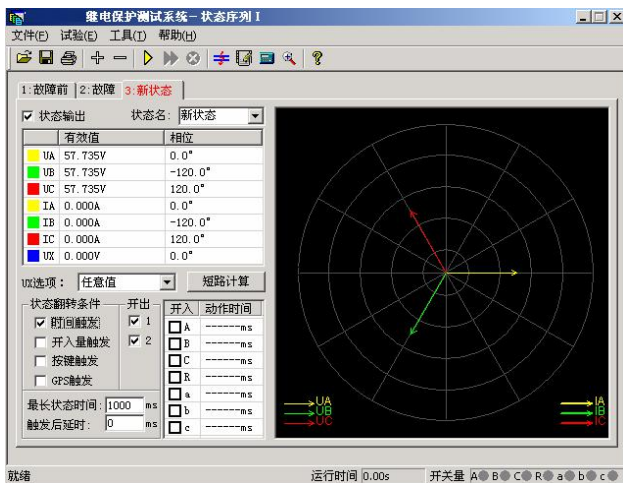 继电保护测试系统-状态序列 I
文件(F) 试验(E) 工具(T) 帮助(H)
1:故障前 2:故障 3:新状态
状态输出 状态名: 新状态
有效值 相位
UA 57.735V 0.0°
UB 57.735V -120.0°
UC 57.735V 120.0°
IA 0.000A 0.0°
IB 0.000A -120.0°
IC 0.000A 120.0°
UX 0.000V 0.0°
UX选项: 任意值 短路计算
状态翻转条件 开出 开入 动作时间
时间触发 1 A ------ms
开入量触发 2 B ------ms
按键触发 C ------ms
GPS触发 R ------ms
a ------ms
最长状态时间: 1000 ms b ------ms
触发后延时: 0 ms c ------ms
UA IA
UB IB
UC IC
就绪 运行时间 0.00s 开关量 A B C R a b c